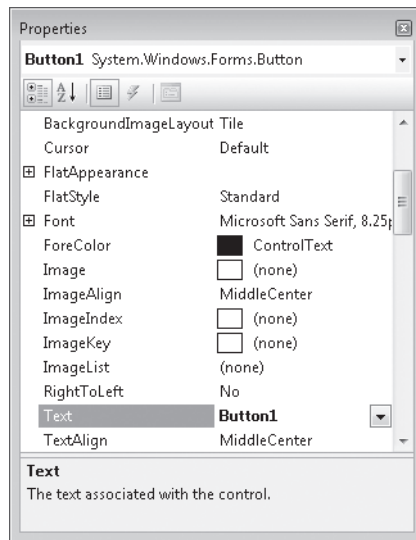 Properties
Button1 System.Windows.Forms.Button
BackgroundImageLayout Tile
Cursor Default
FlatAppearance
FlatStyle Standard
Font Microsoft Sans Serif, 8.25p
ForeColor ControlText
Image (none)
ImageAlign MiddleCenter
ImageIndex (none)
ImageKey (none)
ImageList (none)
RightToLeft No
Text Button1
TextAlign MiddleCenter
Text
The text associated with the control.